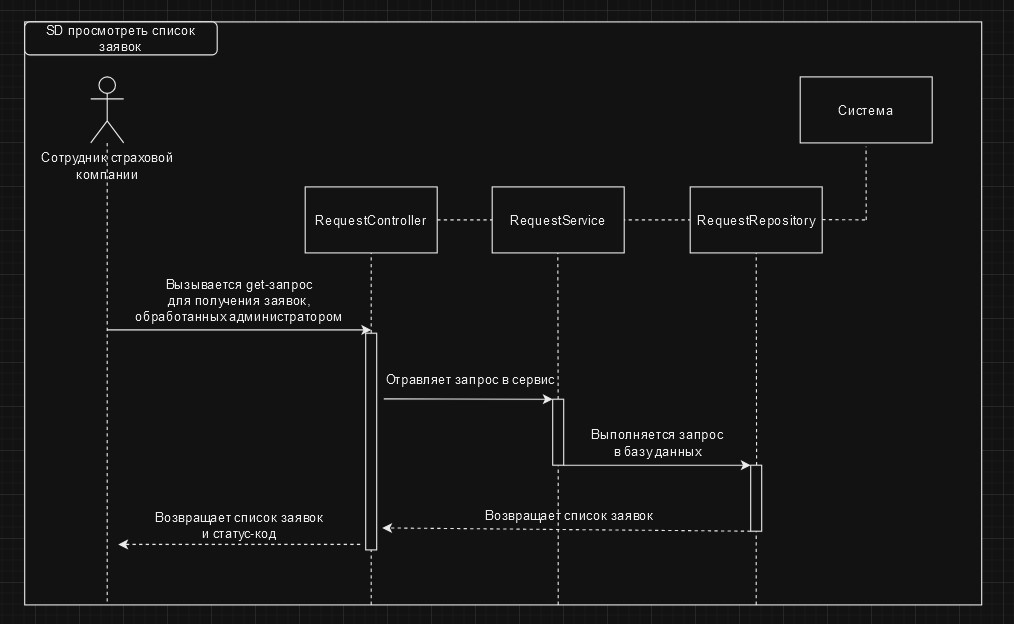 SD просмотреть список
заявок
Система
Сотрудник страховой
компании
RequestController
RequestService
RequestRepository
Вызывается get-запрос
для получения заявок,
обработанных администратором
Отравляет запрос в сервис
Выполняется запрос
в базу данных
Возвращает список заявок
Возвращает список заявок
и статус-код